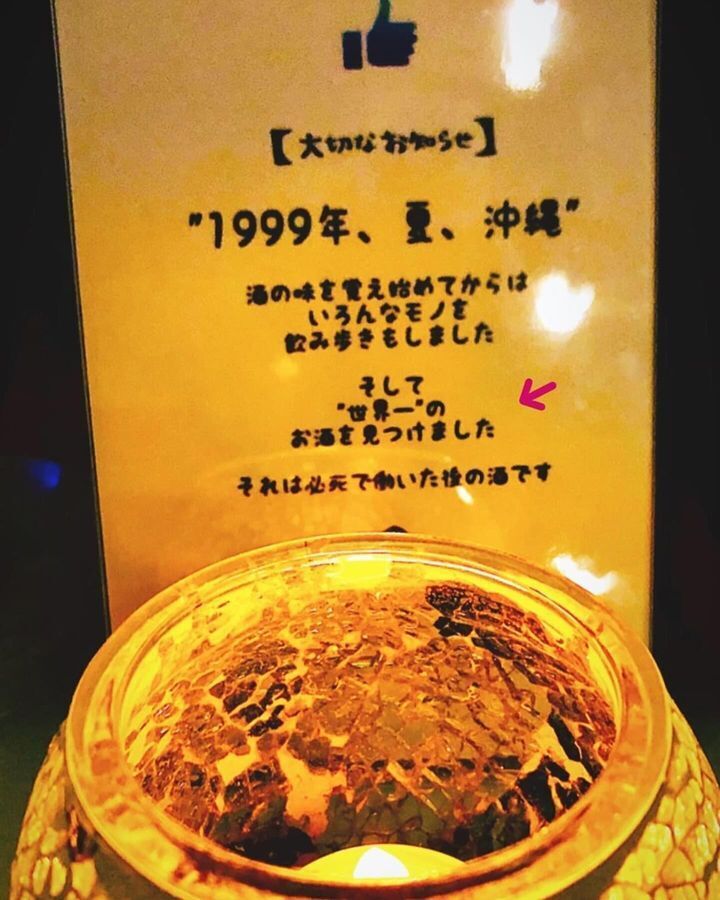 【大切なお知らせ】
"1999年、夏、沖縄"
酒の味を覚え始めてからは
いろんなモノを
飲み歩きもしました
そして
"世界一"の
お酒を見つけました
それは必死で働いた後の酒です